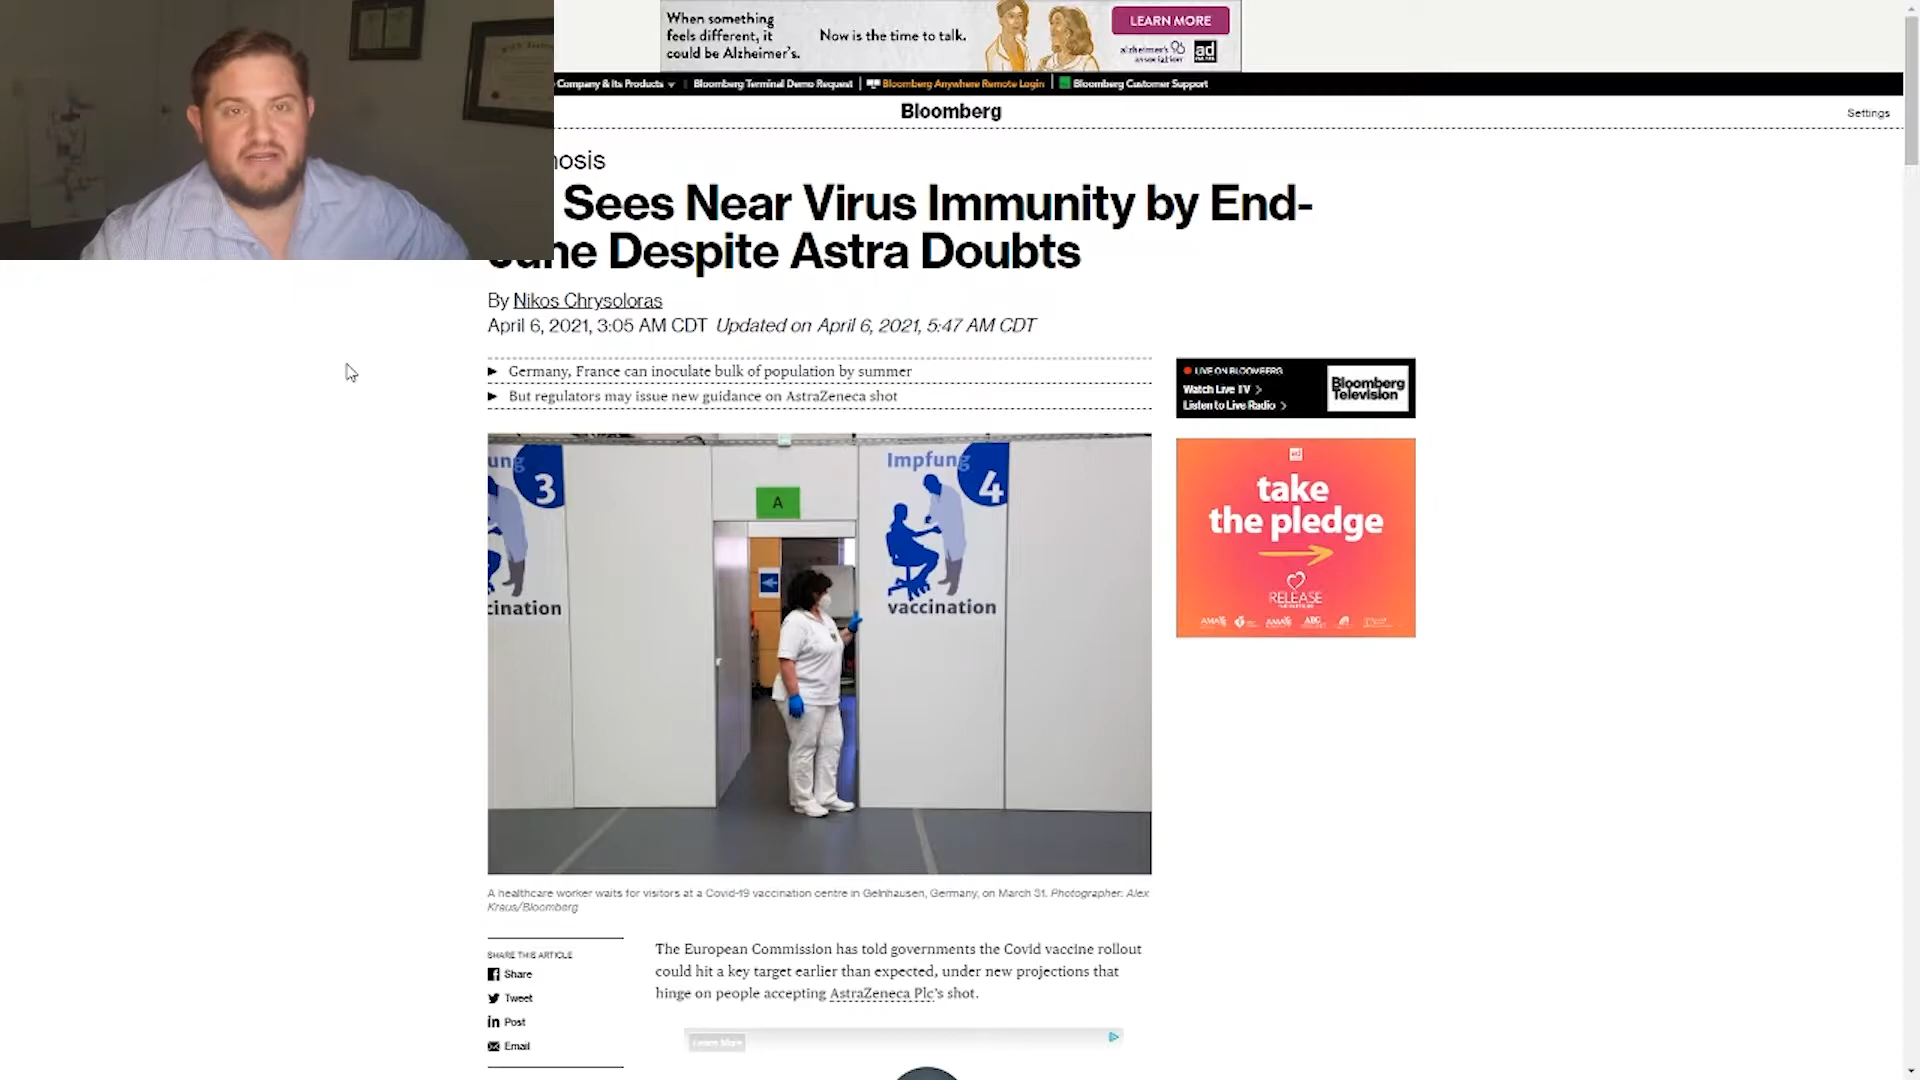 When something
feels different, it
could be Alzheimer's.
Now is the time to talk.
LEARN MORE
alzheimer's
association
ad
Company & Its Products
Bloomberg Terminal Demo Request
Bloomberg Anywhere Remote Login
Bloomberg Customer Support
Bloomberg
Settings
nosis
Sees Near Virus Immunity by End-
June Despite Astra Doubts
By Nikos Chrysoloras
April 6, 2021, 3:05 AM CDT Updated on April 6, 2021, 5:47 AM CDT
Germany, France can inoculate bulk of population by summer
But regulators may issue new guidance on AstraZeneca shot
LIVE ON BLOOMBERG
Watch Live TV
Listen to Live Radio
Bloomberg
Television
ung
3
cination
A
Impfung
4
vaccination
ad
take
the pledge
RELEASE
A healthcare worker waits for visitors at a Covid-19 vaccination centre in Gelnhausen, Germany, on March 31. Photographer: Alex
Kraus/Bloomberg
SHARE THIS ARTICLE
Share
Tweet
Post
Email
The European Commission has told governments the Covid vaccine rollout
could hit a key target earlier than expected, under new projections that
hinge on people accepting AstraZeneca Plc's shot.
Learn More